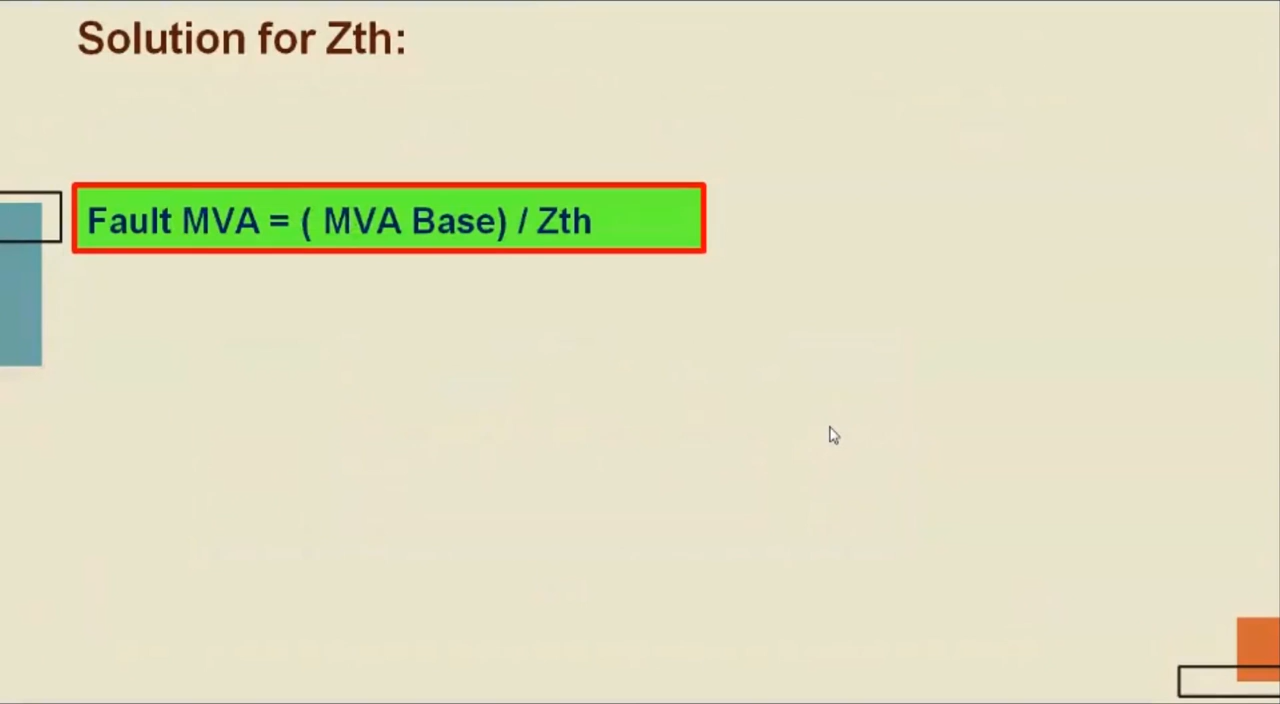 Solution for Zth:
Fault MVA = ( MVA Base) / Zth